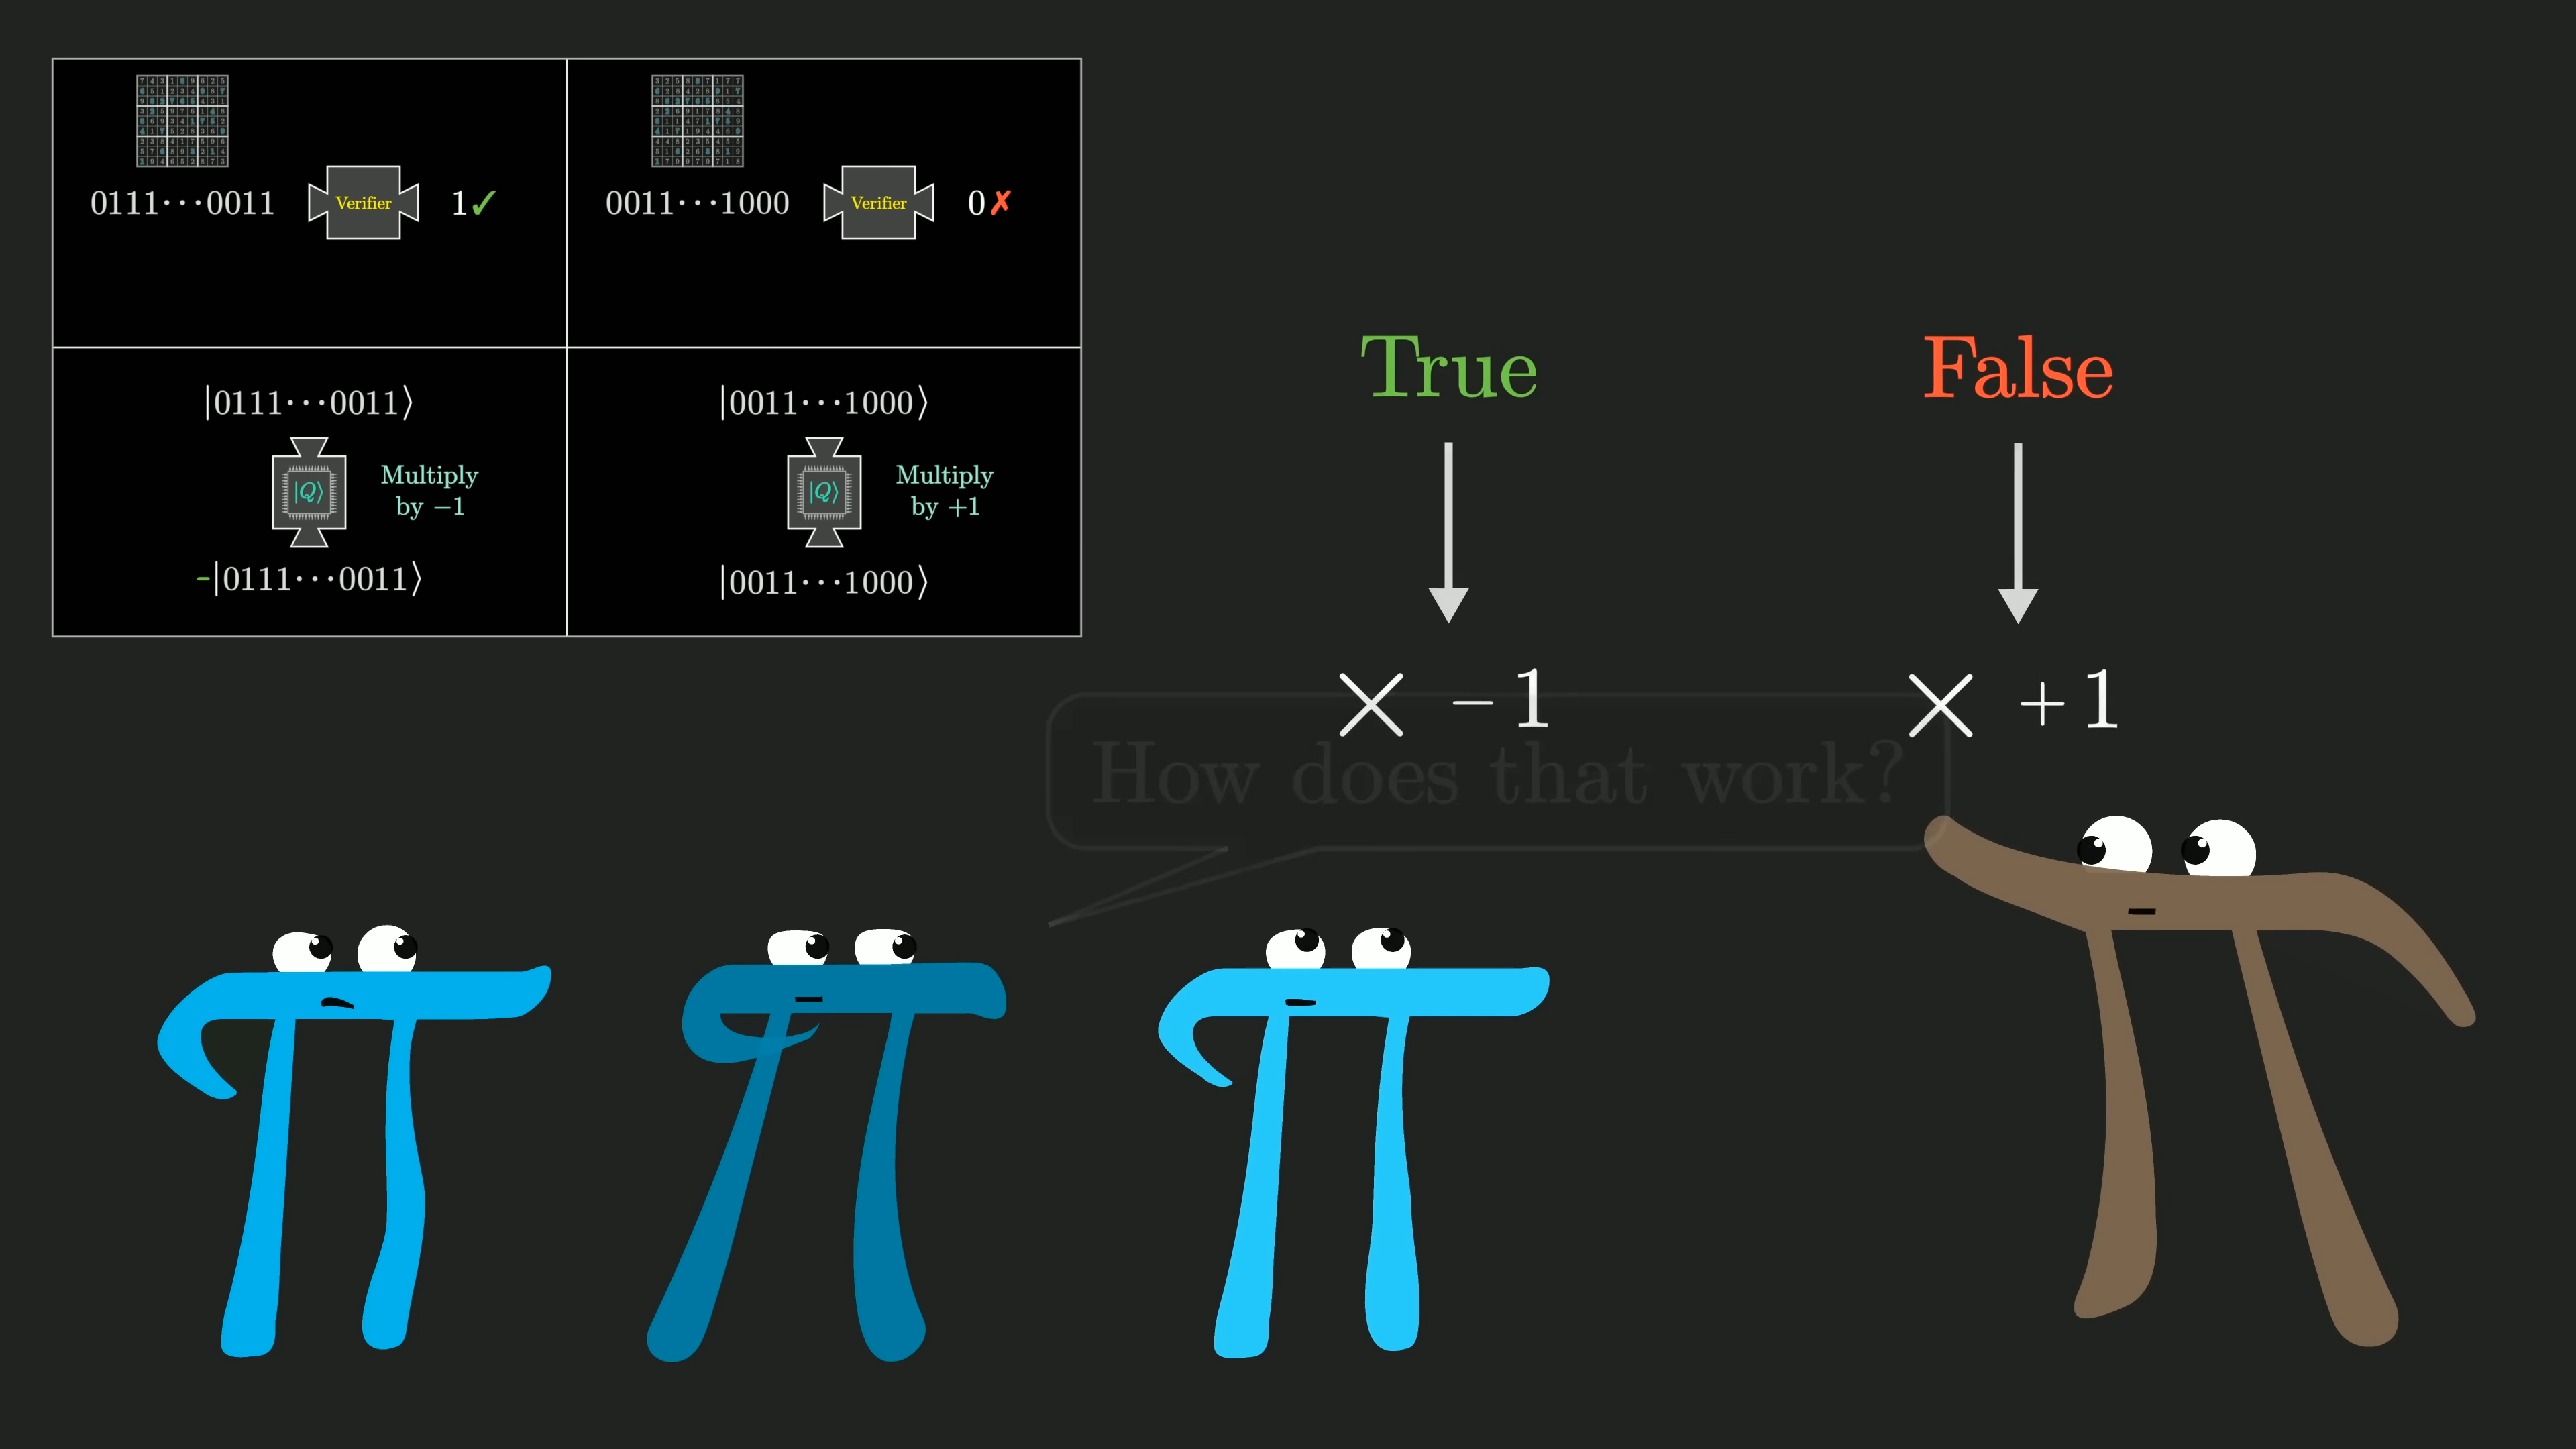 0111⋯0011
Verifier
1✓
0011⋯1000
Verifier
0✗
|0111⋯0011⟩
|Q⟩
Multiply
by −1
-|0111⋯0011⟩
|0011⋯1000⟩
|Q⟩
Multiply
by +1
|0011⋯1000⟩
True
False
× −1
× +1
How does that work?